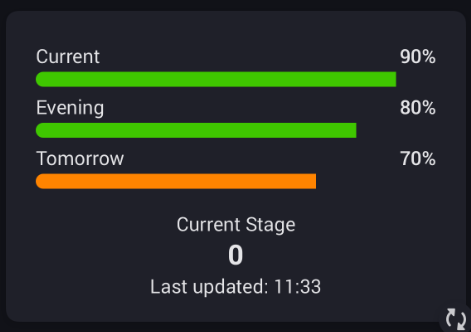 Current 90%
Evening 80%
Tomorrow 70%
Current Stage
0
Last updated: 11:33